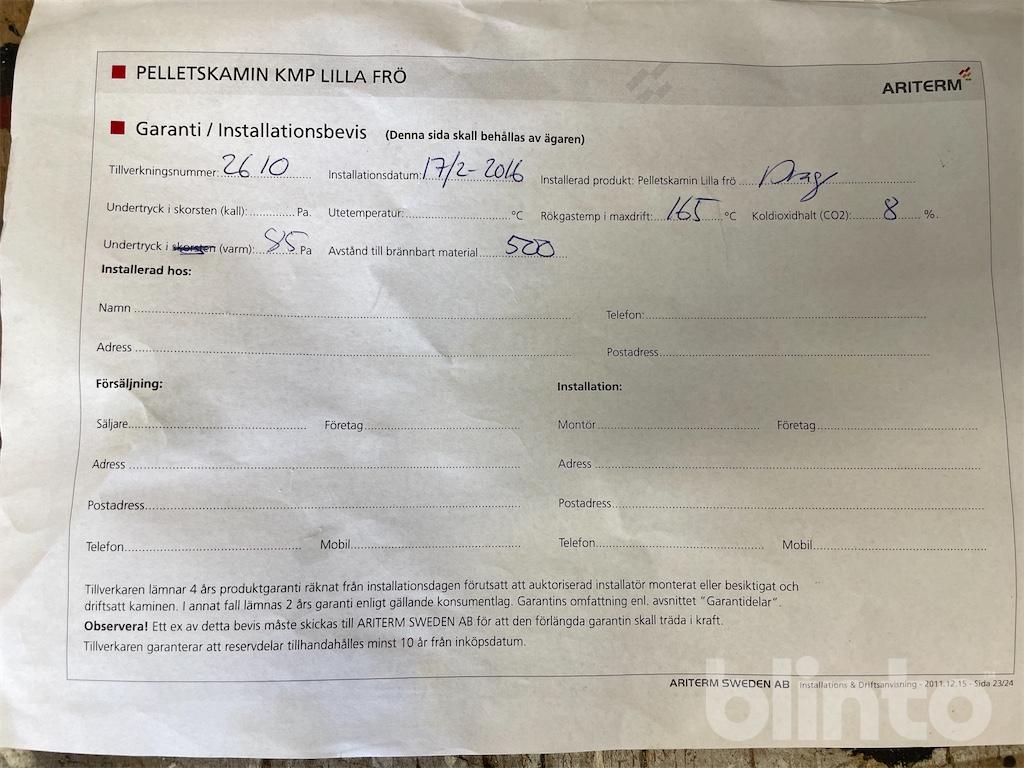 PELLETSKAMIN KMP LILLA FRÖ
ARITERM
Garanti / Installationsbevis (Denna sida skall behållas av ägaren)
Tillverkningsnummer:.2610........ Installationsdatum:17/2-2016 Installerad produkt: Pelletskamin Lilla frö....Drag....................
Undertryck i skorsten (kall):............. Pa. Utetemperatur:............................°C Rökgastemp i maxdrift:...165....°C Koldioxidhalt (CO2):........8......%.
Undertryck i skorsten (varm):...85..Pa Avstånd till brännbart material......500....
Installerad hos:
Namn .......................................................... Telefon:..........................................................
Adress .......................................................... Postadress..........................................................
Försäljning:
Installation:
Säljare.......................................... Företag..........................................
Montör.......................................... Företag..........................................
Adress ..........................................................
Adress ..........................................................
Postadress..........................................................
Postadress..........................................................
Telefon.......................................... Mobil..........................................
Telefon.......................................... Mobil..........................................
Tillverkaren lämnar 4 års produktgaranti räknat från installationsdagen förutsatt att auktoriserad installatör monterat eller besiktigat och
driftsatt kaminen. I annat fall lämnas 2 års garanti enligt gällande konsumentlag. Garantins omfattning enl. avsnittet "Garantidelar".
Observera! Ett ex av detta bevis måste skickas till ARITERM SWEDEN AB för att den förlängda garantin skall träda i kraft.
Tillverkaren garanterar att reservdelar tillhandahålles minst 10 år från inköpsdatum.
ARITERM SWEDEN AB Installations & Driftsanvisning - 2011.12.15 - Sida 23/24
blinto